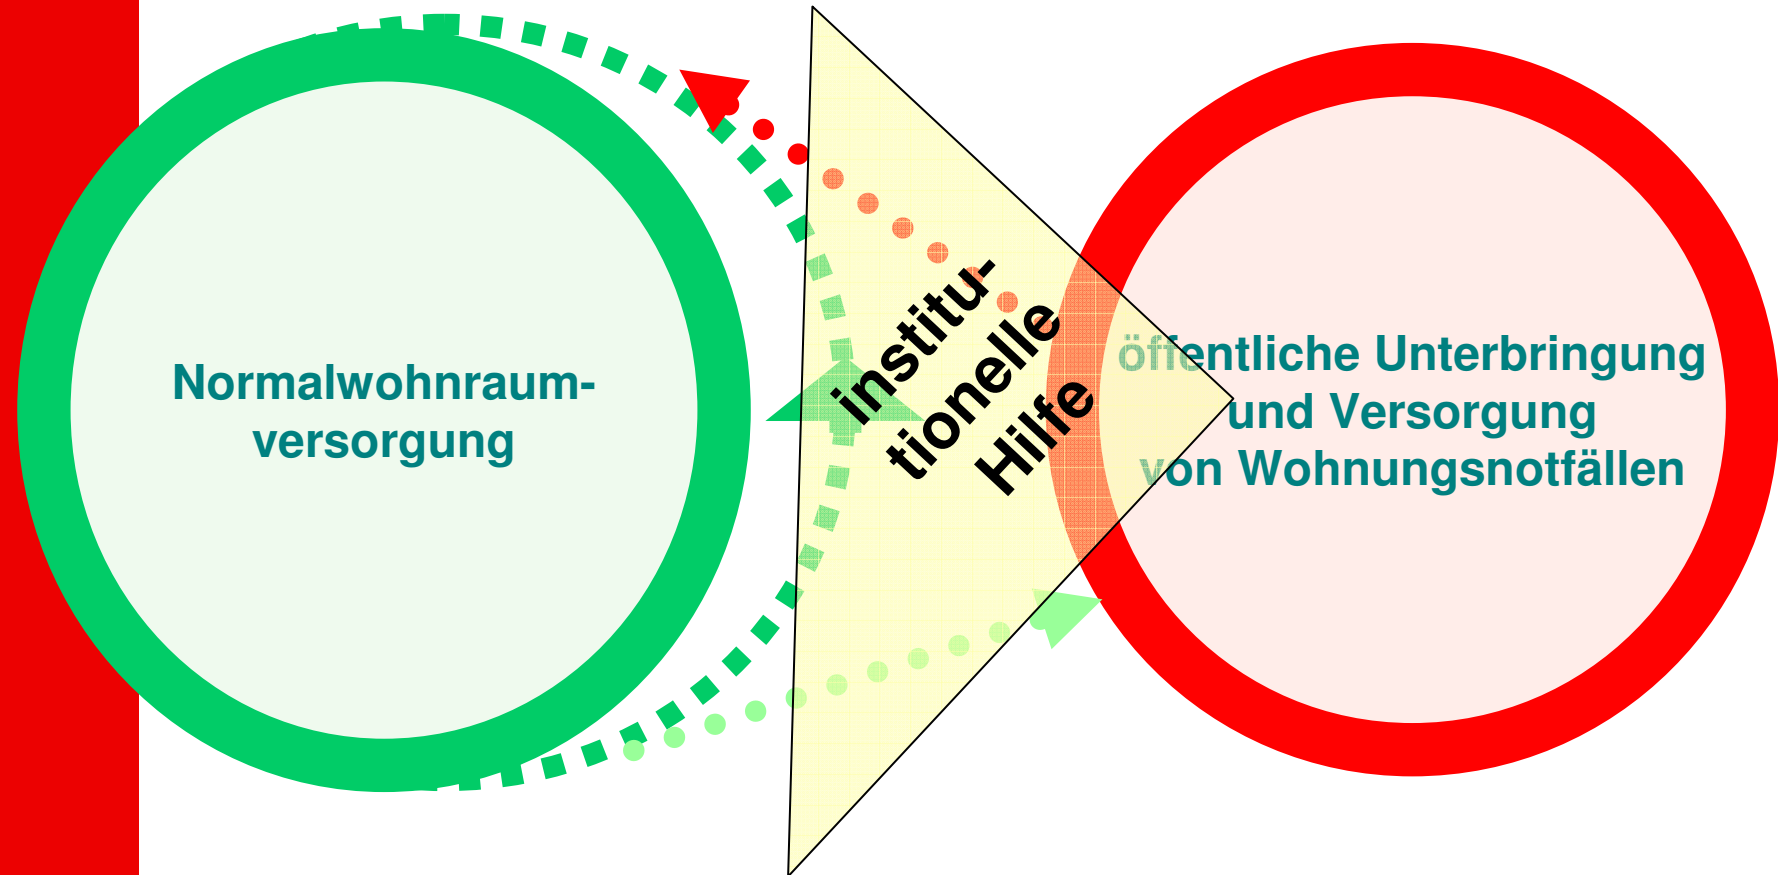 Normalwohnraum-
versorgung
institu-
tionelle
Hilfe
öffentliche Unterbringung
und Versorgung
von Wohnungsnotfällen